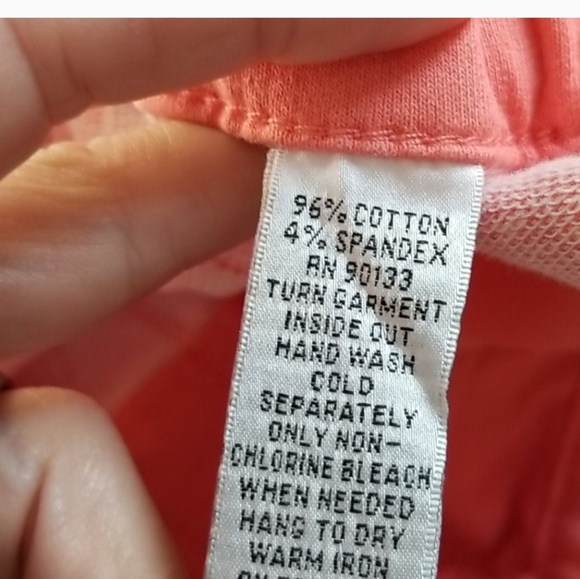 96% COTTON
4% SPANDEX
RN 90133
TURN GARMENT
INSIDE OUT
HAND WASH
COLD
SEPARATELY
ONLY NON-
CHLORINE BLEACH
WHEN NEEDED
HANG TO DRY
WARM IRON